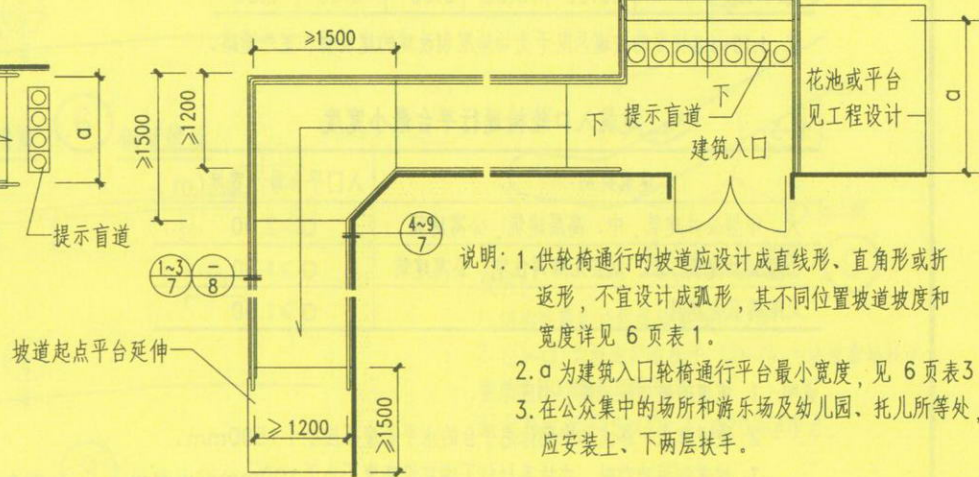 ≥1500
≥1500
≥1200
a
提示盲道
下
提示盲道
下
建筑入口
花池或平台
见工程设计
a
4~9
7
1~3
7
–
8
坡道起点平台延伸
≥1200
≥1500
说明：1.供轮椅通行的坡道应设计成直线形、直角形或折
返形，不宜设计成弧形，其不同位置坡道坡度和
宽度详见 6 页表 1。
2.a 为建筑入口轮椅通行平台最小宽度，见 6 页表3
3.在公众集中的场所和游乐场及幼儿园、托儿所等处，
应安装上、下两层扶手。